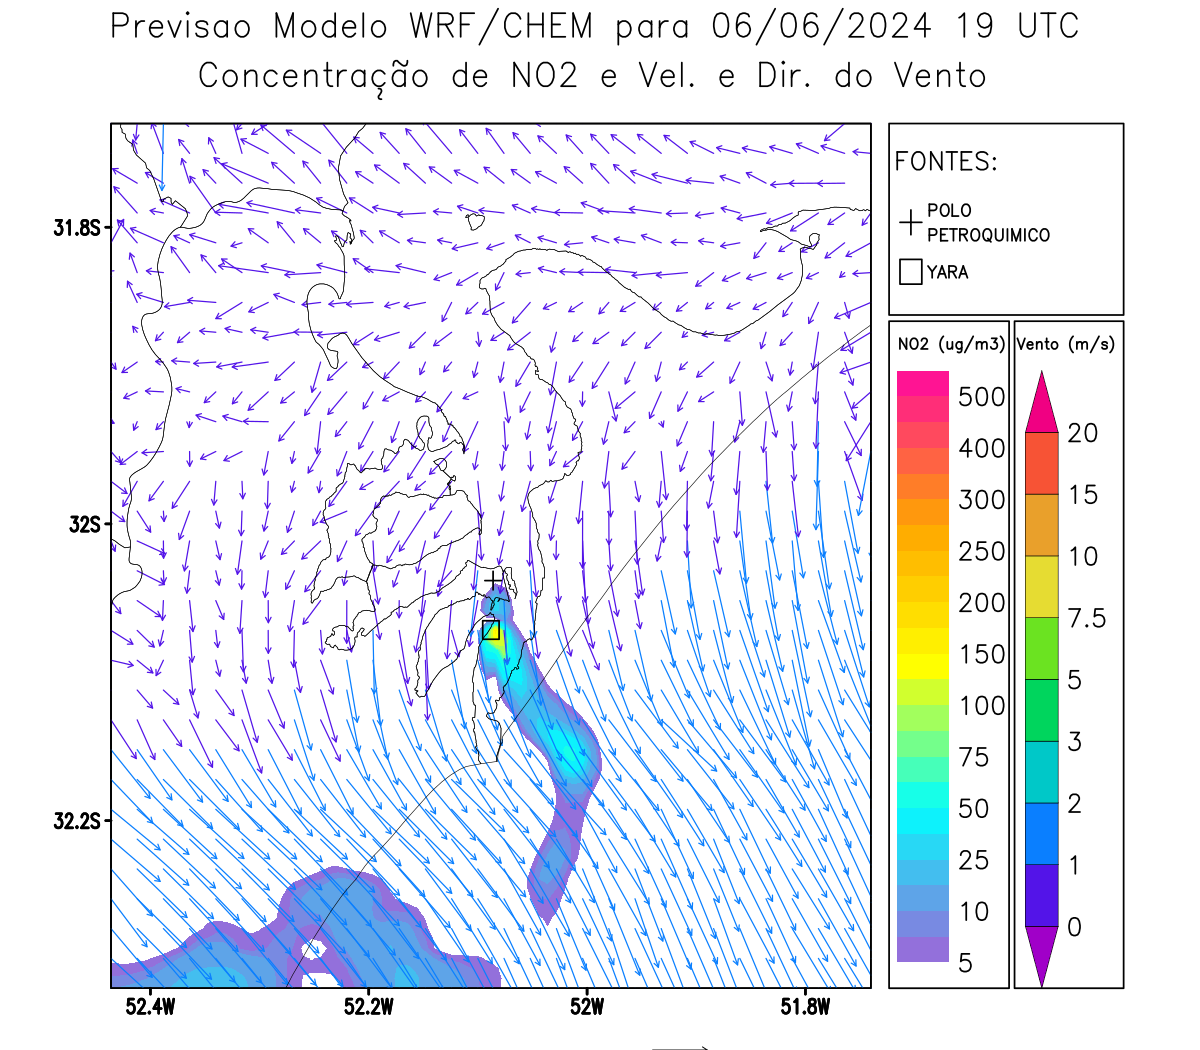 Previsao Modelo WRF/CHEM para 06/06/2024 19 UTC
Concentração de NO2 e Vel. e Dir. do Vento
FONTES:
POLO
PETROQUIMICO
YARA
31.8S
32S
32.2S
52.4W
52.2W
52W
51.8W
NO2 (ug/m3)
500
400
300
250
200
150
100
75
50
25
10
5
Vento (m/s)
20
15
10
7.5
5
3
2
1
0